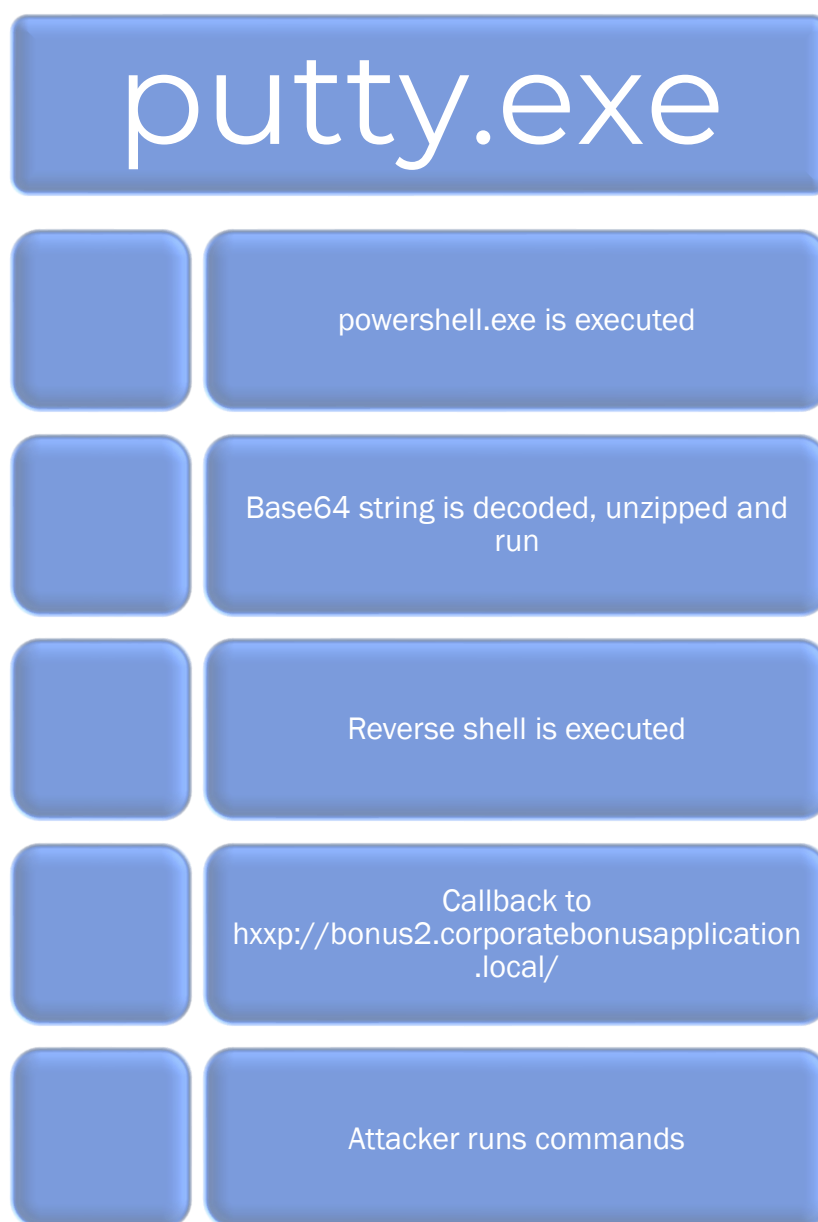 putty.exe
powershell.exe is executed
Base64 string is decoded, unzipped and
run
Reverse shell is executed
Callback to
hxxp://bonus2.corporatebonusapplication
.local/
Attacker runs commands